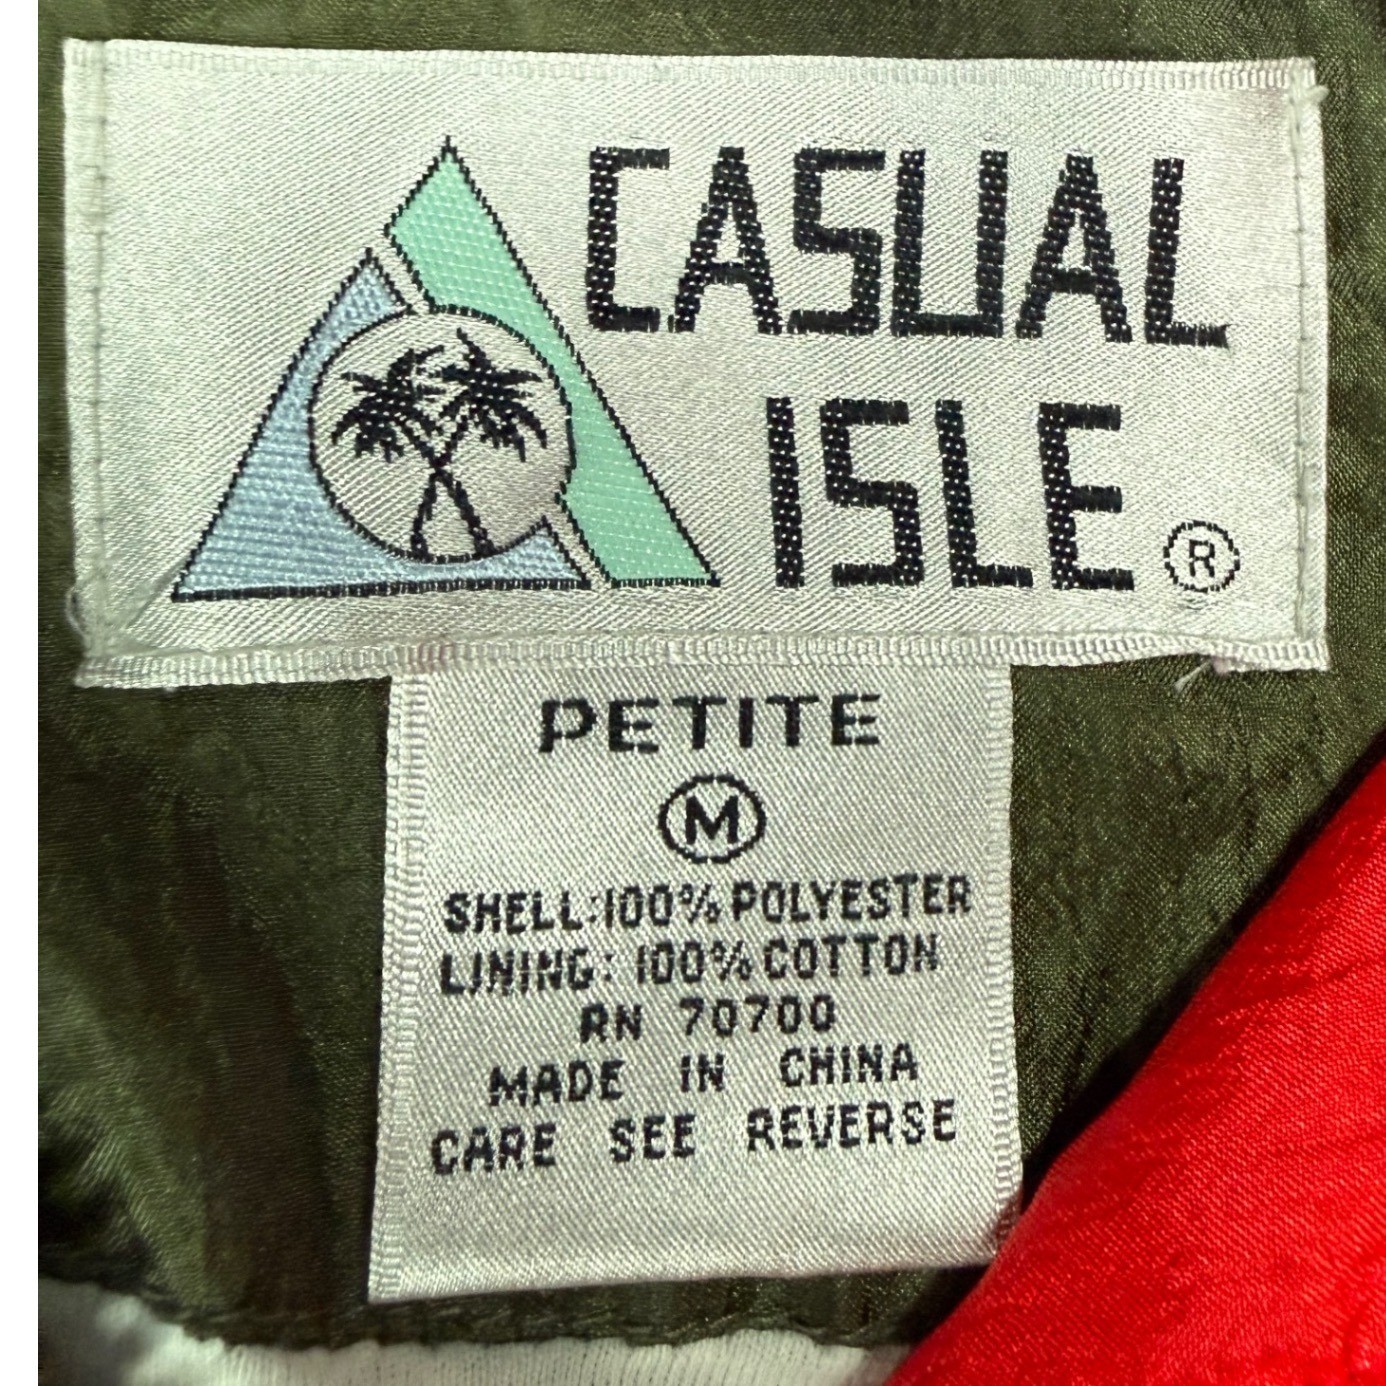 CASUAL
ISLE ®
PETITE
M
SHELL:100% POLYESTER
LINING: 100% COTTON
RN 70700
MADE IN CHINA
CARE SEE REVERSE